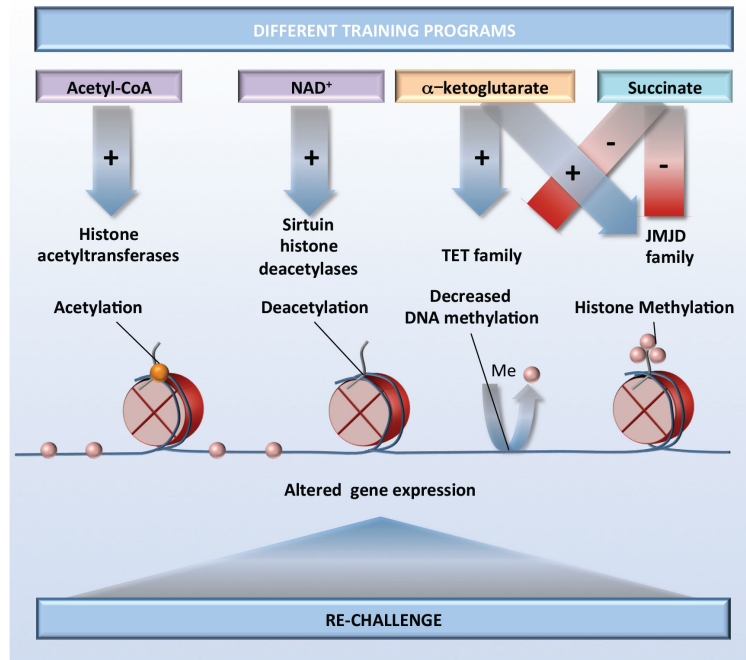 DIFFERENT TRAINING PROGRAMS
Acetyl-CoA
NAD⁺
α−ketoglutarate
Succinate
+
+
+
+
-
-
Histone
acetyltransferases
Sirtuin
histone
deacetylases
TET family
JMJD
family
Acetylation
Deacetylation
Decreased
DNA methylation
Histone Methylation
Me
Altered gene expression
RE-CHALLENGE